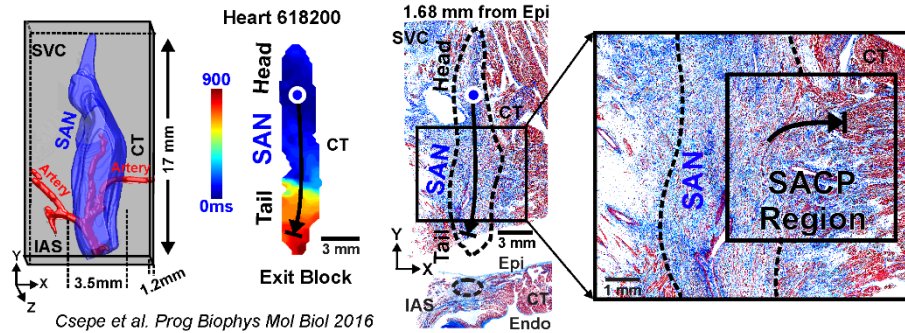 SVC
SAN
CT
17 mm
Artery
Artery
IAS
Y
X
Z
3.5mm
1.2mm
Heart 618200
900
0ms
Head
SAN
Tail
CT
3 mm
Exit Block
1.68 mm from Epi
SVC
Head
CT
SAN
Tail
Y
X
3 mm
Epi
IAS
CT
Endo
CT
SAN
SACP
Region
1 mm
Csepe et al. Prog Biophys Mol Biol 2016